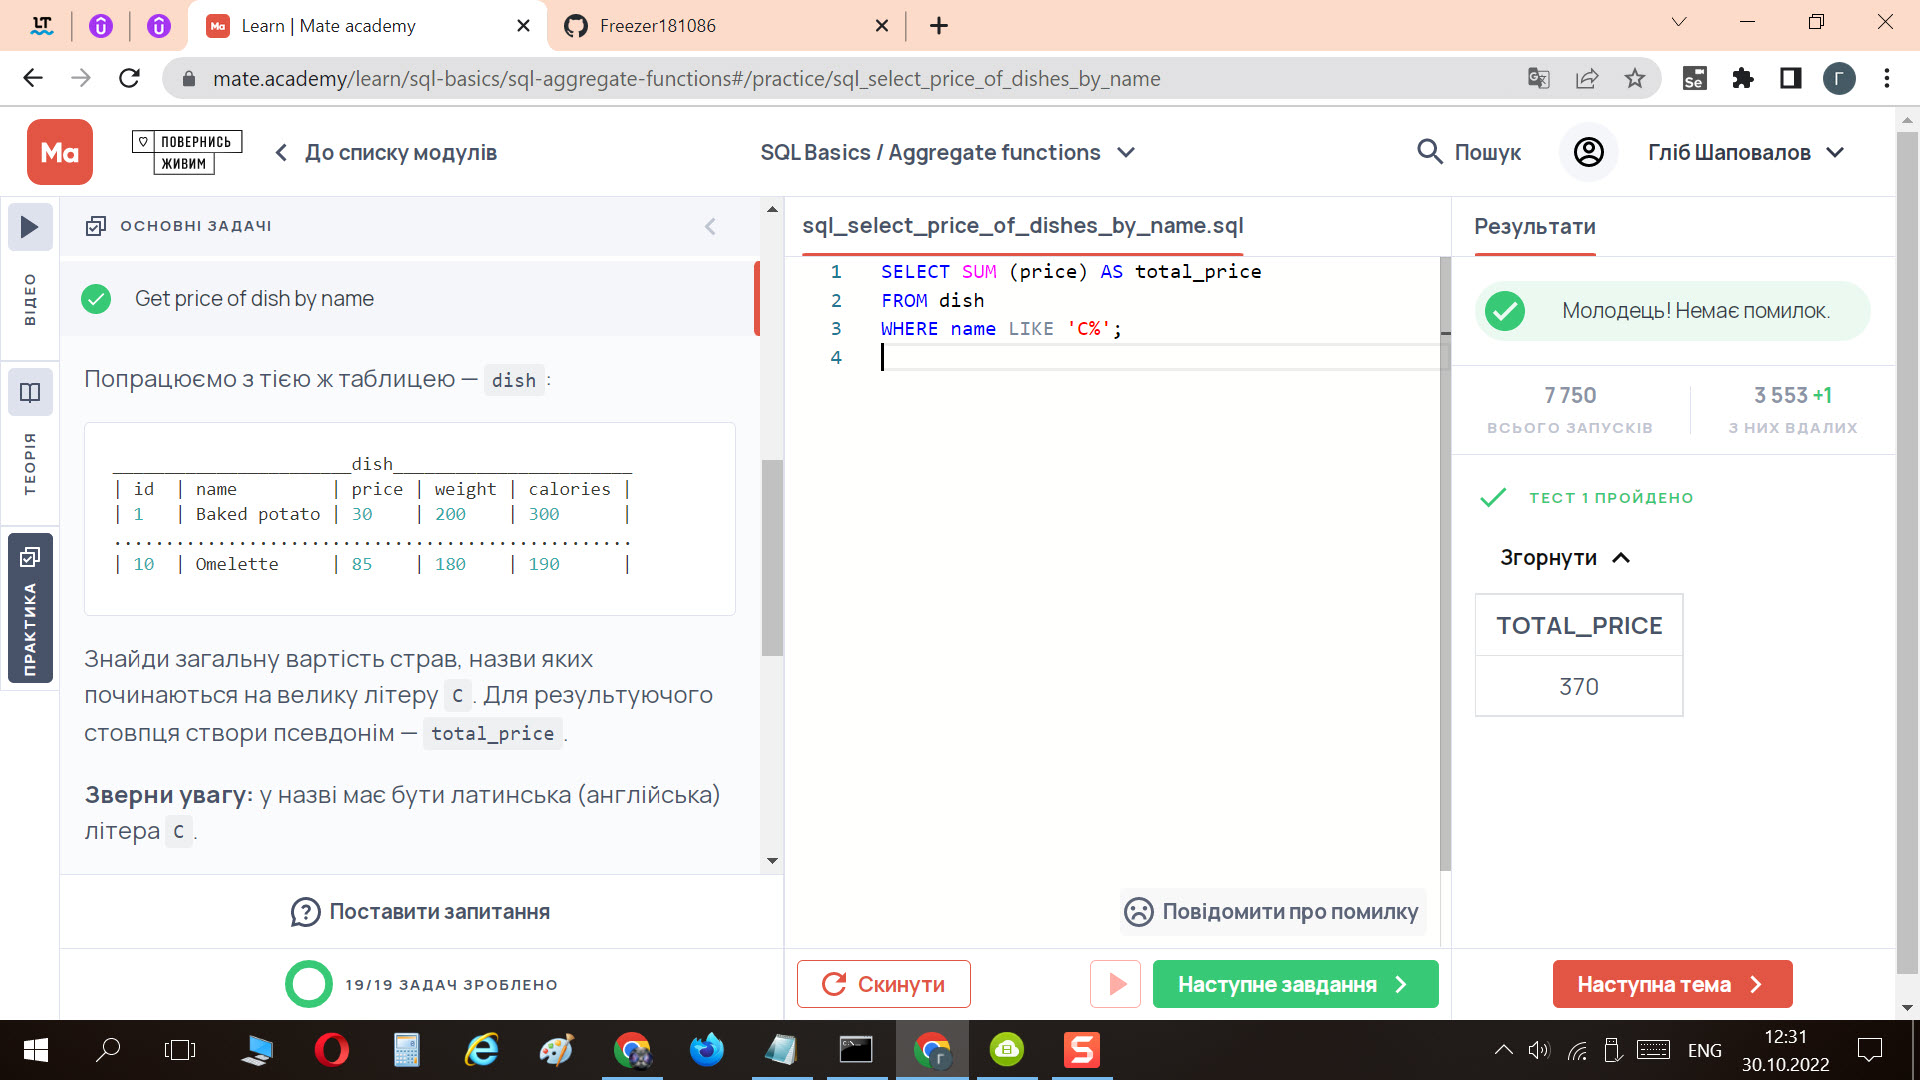 Learn | Mate academy
Freezer181086
mate.academy/learn/sql-basics/sql-aggregate-functions#/practice/sql_select_price_of_dishes_by_name
Ma
ПОВЕРНИСЬ
ЖИВИМ
До списку модулів
SQL Basics / Aggregate functions
Пошук
Гліб Шаповалов
ВІДЕО
ТЕОРІЯ
ПРАКТИКА
ОСНОВНІ ЗАДАЧІ
Get price of dish by name
Попрацюємо з тією ж таблицею — dish :
_______________________dish_______________________
| id | name | price | weight | calories |
| 1 | Baked potato | 30 | 200 | 300 |
..................................................
| 10 | Omelette | 85 | 180 | 190 |
Знайди загальну вартість страв, назви яких
починаються на велику літеру C . Для результуючого
стовпця створи псевдонім — total_price .
Зверни увагу: у назві має бути латинська (англійська)
літера C .
Поставити запитання
19/19 ЗАДАЧ ЗРОБЛЕНО
sql_select_price_of_dishes_by_name.sql
1 SELECT SUM (price) AS total_price
2 FROM dish
3 WHERE name LIKE 'C%';
4
Повідомити про помилку
Скинути
Наступне завдання
Результати
Молодець! Немає помилок.
7 750
ВСЬОГО ЗАПУСКІВ
3 553 +1
З НИХ ВДАЛИХ
ТЕСТ 1 ПРОЙДЕНО
Згорнути
TOTAL_PRICE
370
Наступна тема
ENG
12:31
30.10.2022